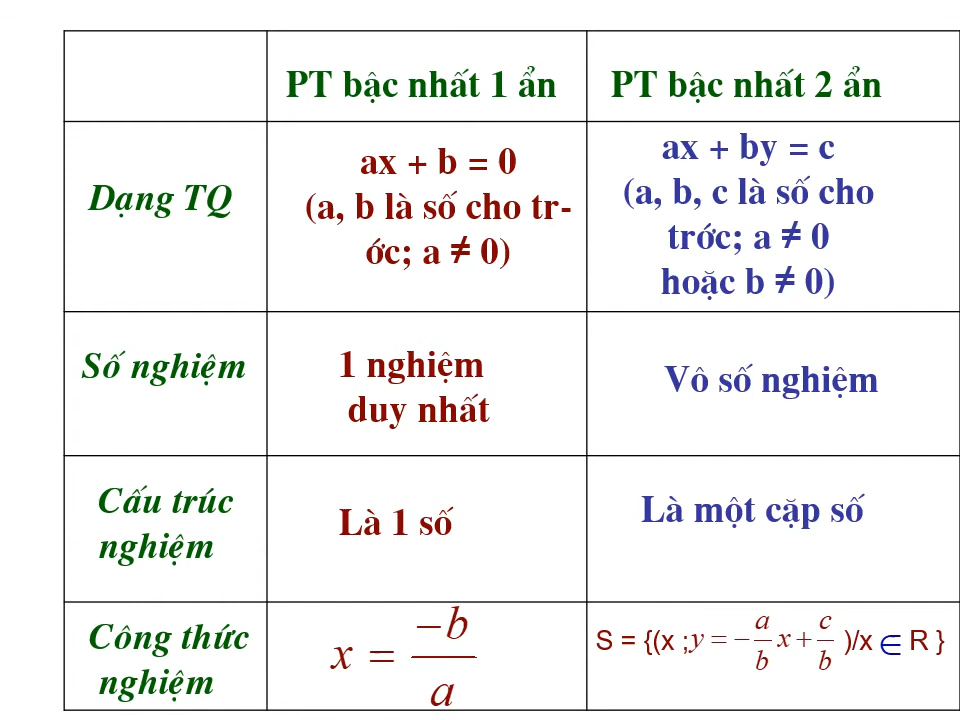 PT bậc nhất 1 ẩn
PT bậc nhất 2 ẩn
Dạng TQ
ax + b = 0
(a, b là số cho tr-
ớc; a ≠ 0)
ax + by = c
(a, b, c là số cho
trớc; a ≠ 0
hoặc b ≠ 0)
Số nghiệm
1 nghiệm
duy nhất
Vô số nghiệm
Cấu trúc
nghiệm
Là 1 số
Là một cặp số
Công thức
nghiệm
x = -b/a
S = {(x ; y = - a/b x + c/b )/x ∈ R }